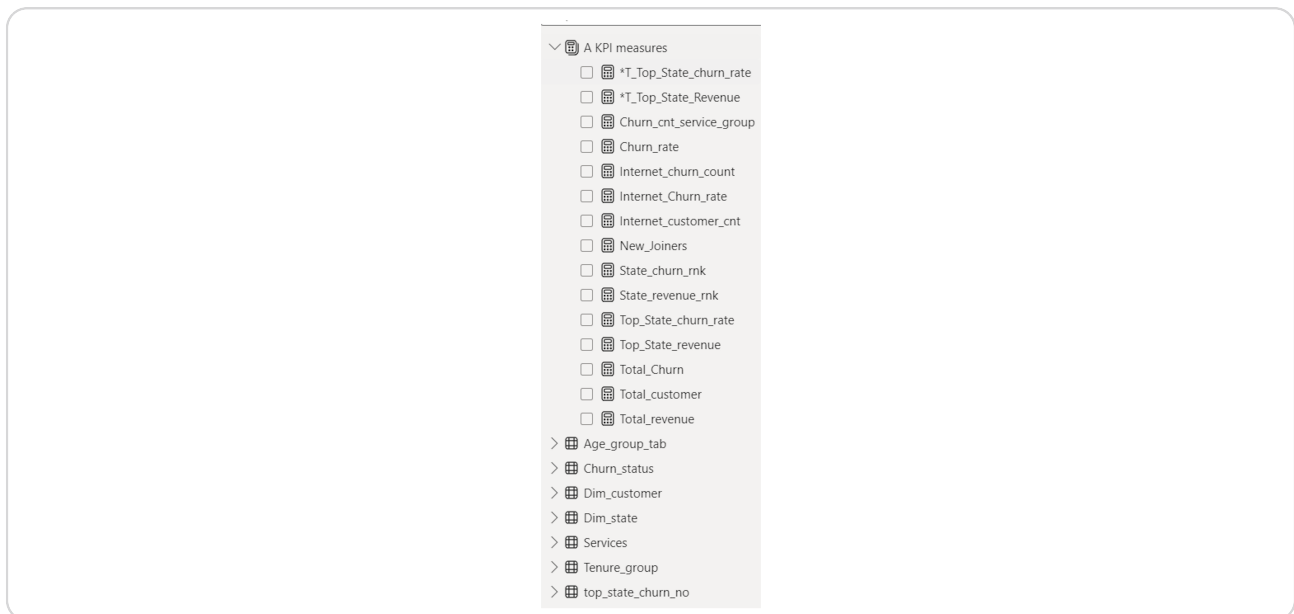 A KPI measures
*T_Top_State_churn_rate
*T_Top_State_Revenue
Churn_cnt_service_group
Churn_rate
Internet_churn_count
Internet_Churn_rate
Internet_customer_cnt
New_Joiners
State_churn_rnk
State_revenue_rnk
Top_State_churn_rate
Top_State_revenue
Total_Churn
Total_customer
Total_revenue
Age_group_tab
Churn_status
Dim_customer
Dim_state
Services
Tenure_group
top_state_churn_no